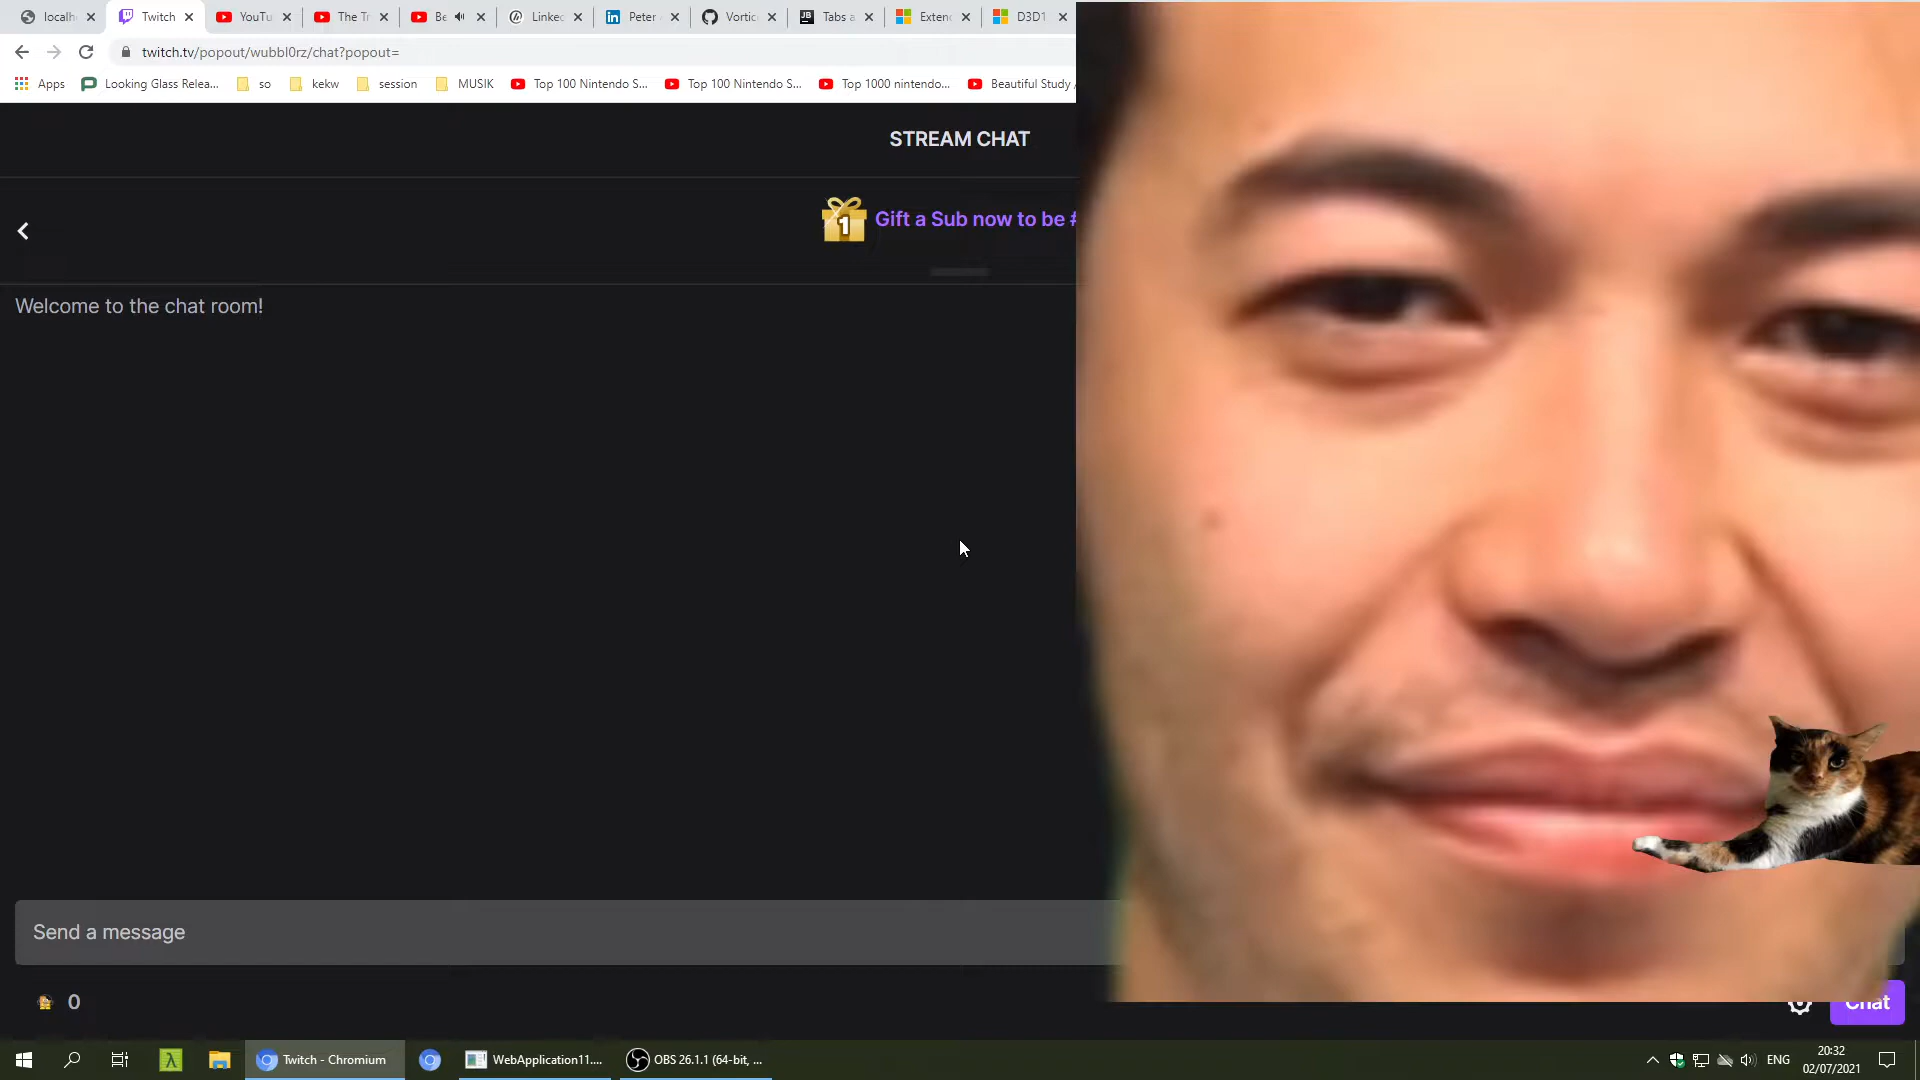 localh
Twitch
YouTu
The Tr
Be
Linked
Peter
Vortic
Tabs a
Exten
D3D1
twitch.tv/popout/wubbl0rz/chat?popout=
Apps
Looking Glass Relea...
so
kekw
session
MUSIK
Top 100 Nintendo S...
Top 100 Nintendo S...
Top 1000 nintendo...
Beautiful Study
STREAM CHAT
1
Gift a Sub now to be #
Welcome to the chat room!
Send a message
0
Chat
Twitch - Chromium
WebApplication11....
OBS 26.1.1 (64-bit, ...
ENG
20:32
02/07/2021